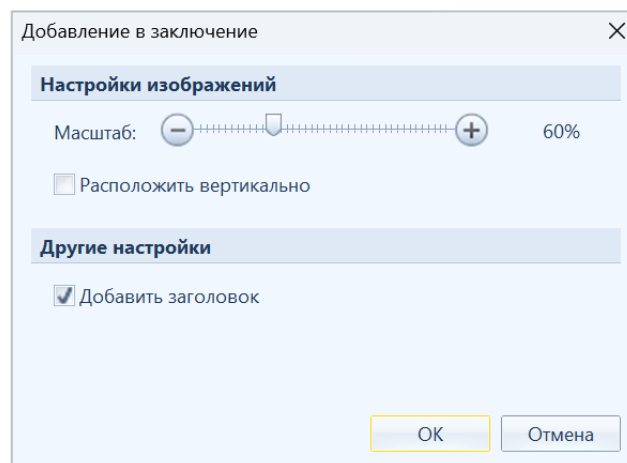 Добавление в заключение
Настройки изображений
Масштаб: 60%
Расположить вертикально
Другие настройки
Добавить заголовок
ОК Отмена